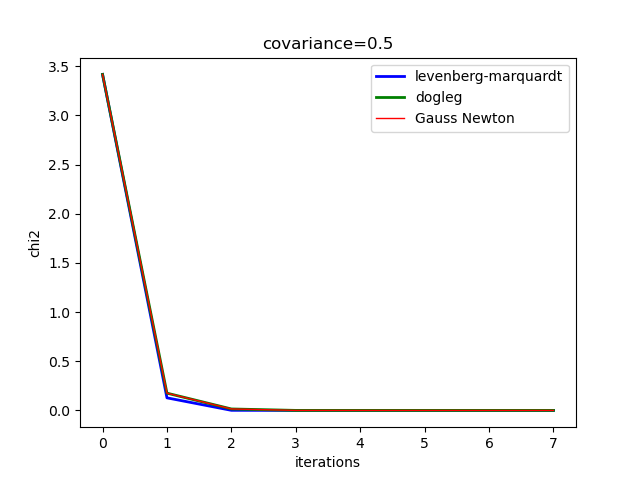 covariance=0.5
3.5
3.0
2.5
2.0
1.5
1.0
0.5
0.0
chi2
levenberg-marquardt
dogleg
Gauss Newton
0 1 2 3 4 5 6 7
iterations